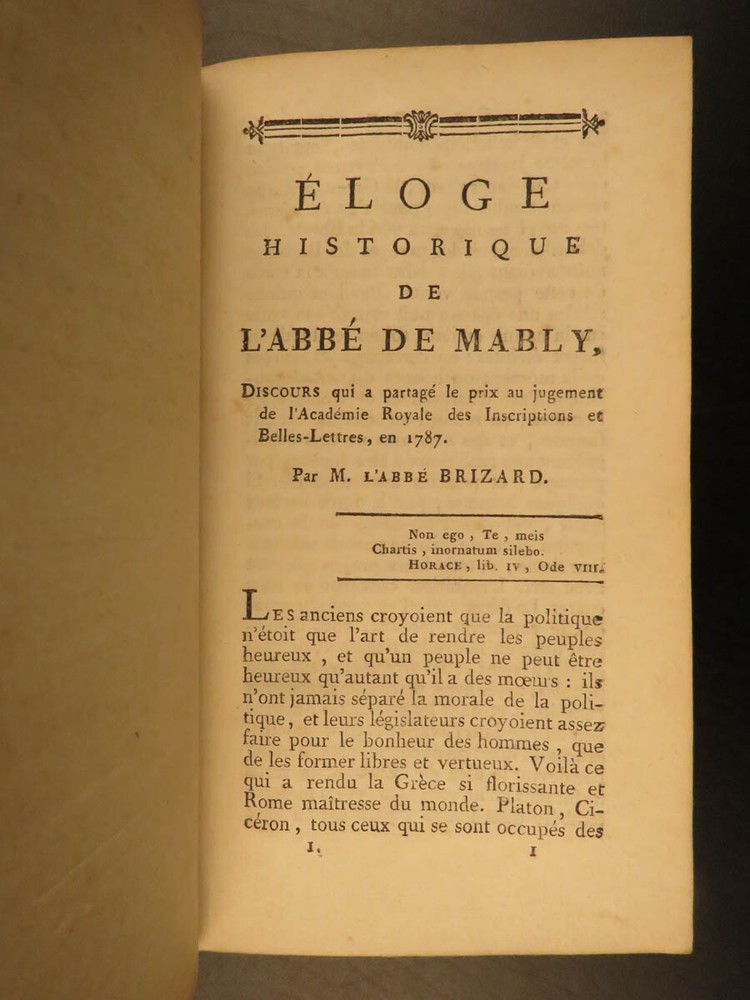 ÉLOGE
HISTORIQUE
DE
L'ABBÉ DE MABLY,
DISCOURS qui a partagé le prix au jugement
de l'Académie Royale des Inscriptions et
Belles-Lettres, en 1787.
Par M. L'ABBÉ BRIZARD.
Non ego, Te, meis
Chartis, inornatum silebo.
HORACE, lib. IV, Ode VIII.
LES anciens croyoient que la politique
n'étoit que l'art de rendre les peuples
heureux, et qu'un peuple ne peut être
heureux qu'autant qu'il a des mœurs : ils
n'ont jamais séparé la morale de la poli-
tique, et leurs législateurs croyoient assez
faire pour le bonheur des hommes, que
de les former libres et vertueux. Voilà ce
qui a rendu la Grèce si florissante et
Rome maîtresse du monde. Platon, Ci-
céron, tous ceux qui se sont occupés des
I. 1